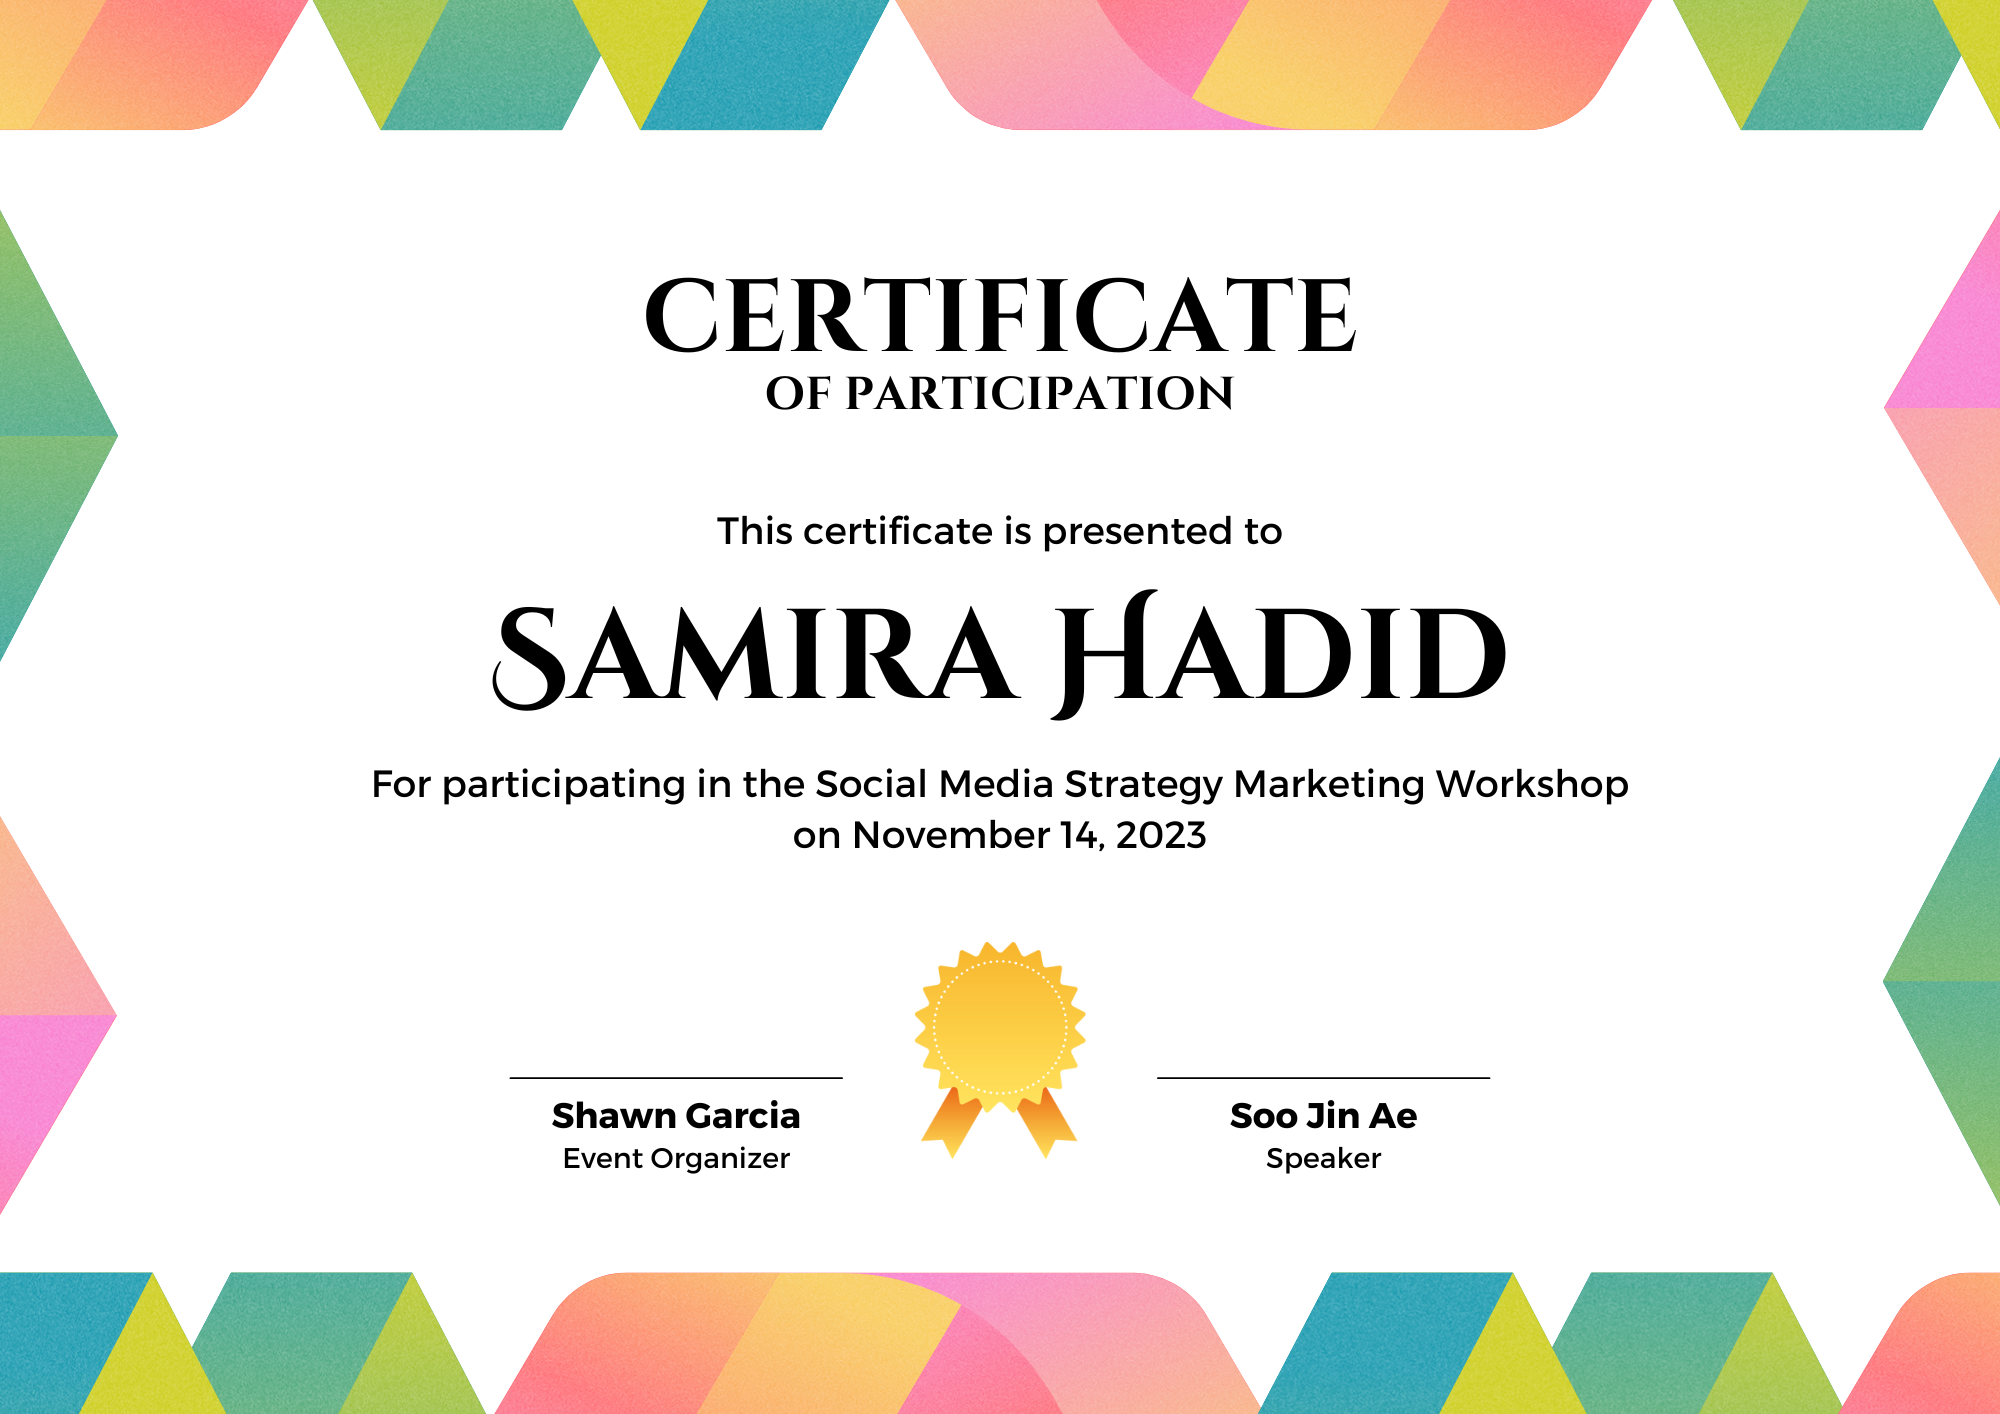 CERTIFICATE
OF PARTICIPATION
This certificate is presented to
SAMIRA HADID
For participating in the Social Media Strategy Marketing Workshop
on November 14, 2023
Shawn Garcia
Event Organizer
Soo Jin Ae
Speaker